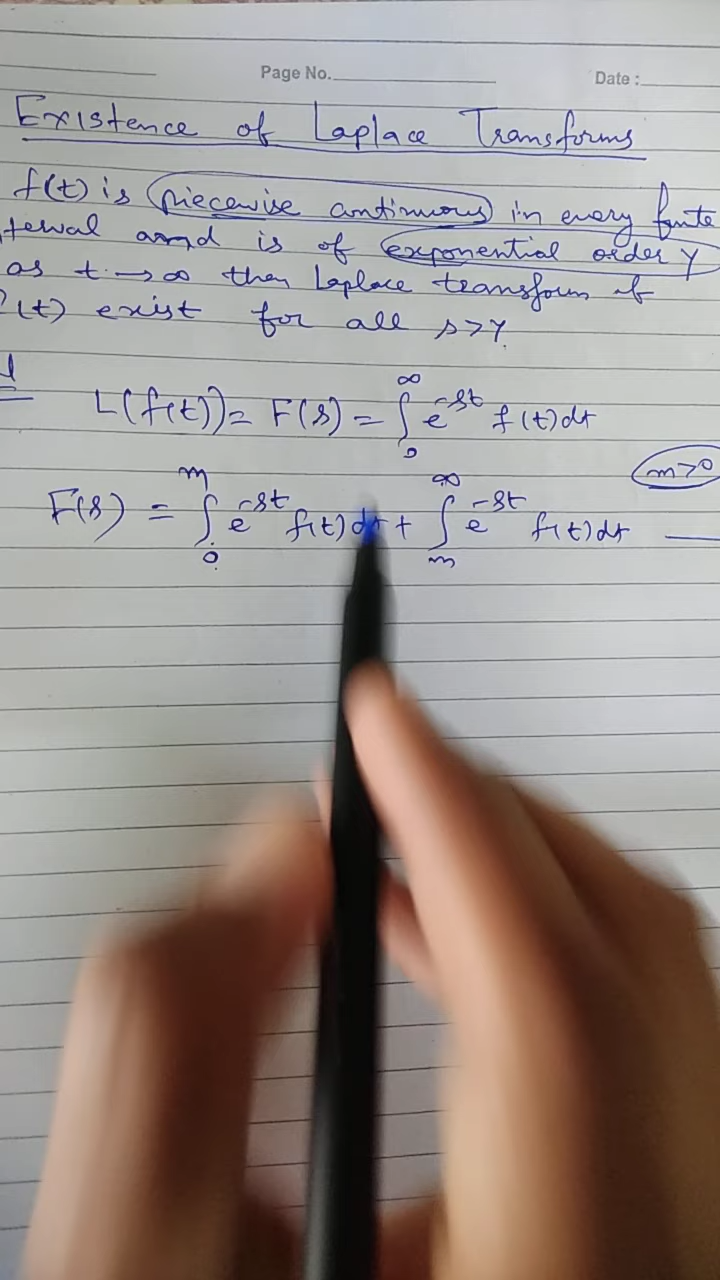 Page No. Date :
Existence of Laplace Transforms
f(t) is piecewise continuous in every finite
terval and is of exponential order γ
as t → ∞ then Laplace transform of
(t) exist for all s>γ.
L(f(t)) = F(s) = ∫₀^∞ e^{-st} f(t) dt
m>0
F(s) = ∫₀^m e^{-st} f(t) dt + ∫ₘ^∞ e^{-st} f(t) dt